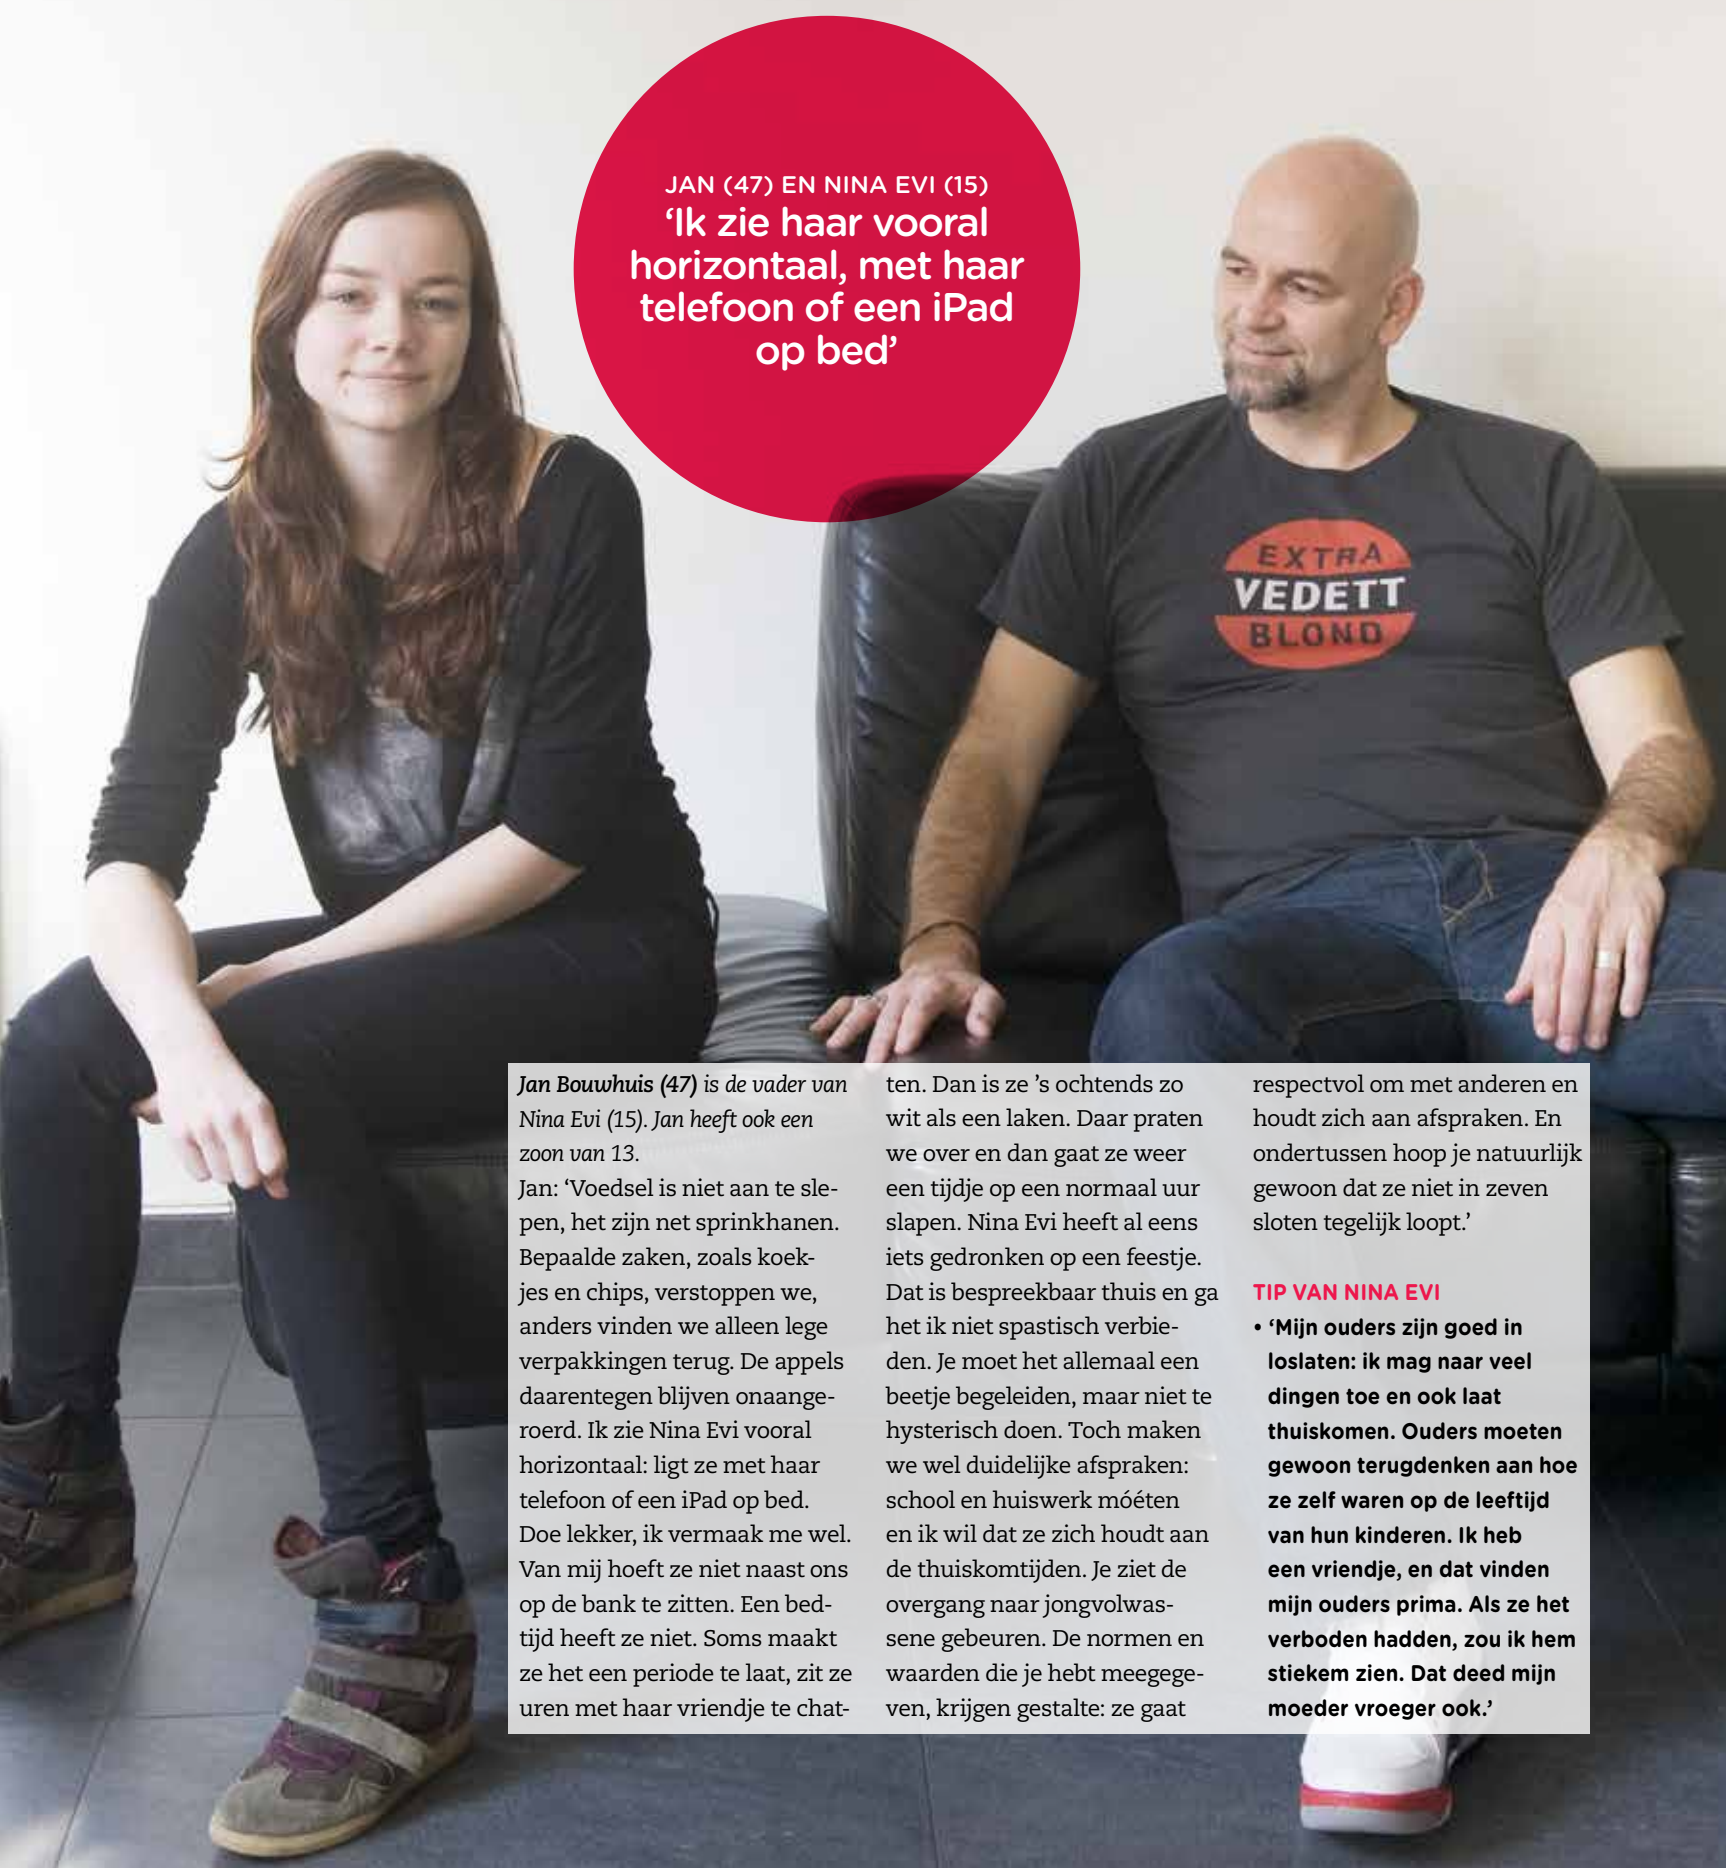 JAN (47) EN NINA EVI (15)
‘Ik zie haar vooral
horizontaal, met haar
telefoon of een iPad
op bed’
EXTRA
VEDETT
BLOND
Jan Bouwhuis (47) is de vader van
Nina Evi (15). Jan heeft ook een
zoon van 13.
Jan: ‘Voedsel is niet aan te sle-
pen, het zijn net sprinkhanen.
Bepaalde zaken, zoals koek-
jes en chips, verstoppen we,
anders vinden we alleen lege
verpakkingen terug. De appels
daarentegen blijven onaange-
roerd. Ik zie Nina Evi vooral
horizontaal: ligt ze met haar
telefoon of een iPad op bed.
Doe lekker, ik vermaak me wel.
Van mij hoeft ze niet naast ons
op de bank te zitten. Een bed-
tijd heeft ze niet. Soms maakt
ze het een periode te laat, zit ze
uren met haar vriendje te chat-
ten. Dan is ze ’s ochtends zo
wit als een laken. Daar praten
we over en dan gaat ze weer
een tijdje op een normaal uur
slapen. Nina Evi heeft al eens
iets gedronken op een feestje.
Dat is bespreekbaar thuis en ga
het ik niet spastisch verbie-
den. Je moet het allemaal een
beetje begeleiden, maar niet te
hysterisch doen. Toch maken
we wel duidelijke afspraken:
school en huiswerk móéten
en ik wil dat ze zich houdt aan
de thuiskomtijden. Je ziet de
overgang naar jongvolwas-
sene gebeuren. De normen en
waarden die je hebt meegege-
ven, krijgen gestalte: ze gaat
respectvol om met anderen en
houdt zich aan afspraken. En
ondertussen hoop je natuurlijk
gewoon dat ze niet in zeven
sloten tegelijk loopt.’
TIP VAN NINA EVI
• ‘Mijn ouders zijn goed in
loslaten: ik mag naar veel
dingen toe en ook laat
thuiskomen. Ouders moeten
gewoon terugdenken aan hoe
ze zelf waren op de leeftijd
van hun kinderen. Ik heb
een vriendje, en dat vinden
mijn ouders prima. Als ze het
verboden hadden, zou ik hem
stiekem zien. Dat deed mijn
moeder vroeger ook.’